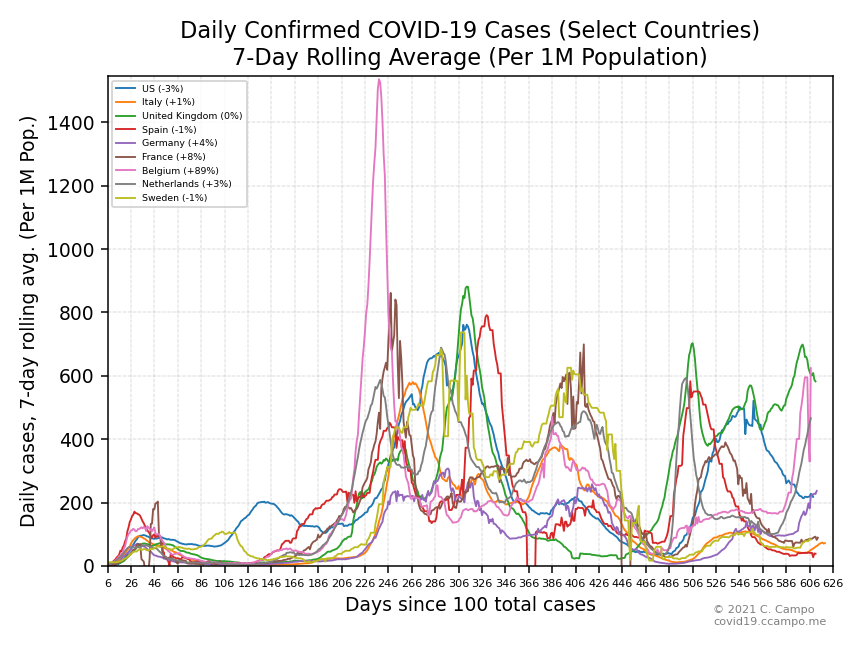 Daily Confirmed COVID-19 Cases (Select Countries)
7-Day Rolling Average (Per 1M Population)
Daily cases, 7-day rolling avg. (Per 1M Pop.)
1400
1200
1000
800
600
400
200
0
US (-3%)
Italy (+1%)
United Kingdom (0%)
Spain (-1%)
Germany (+4%)
France (+8%)
Belgium (+89%)
Netherlands (+3%)
Sweden (-1%)
6 26 46 66 86 106 126 146 166 186 206 226 246 266 286 306 326 346 366 386 406 426 446 466 486 506 526 546 566 586 606 626
Days since 100 total cases
© 2021 C. Campo
covid19.ccampo.me